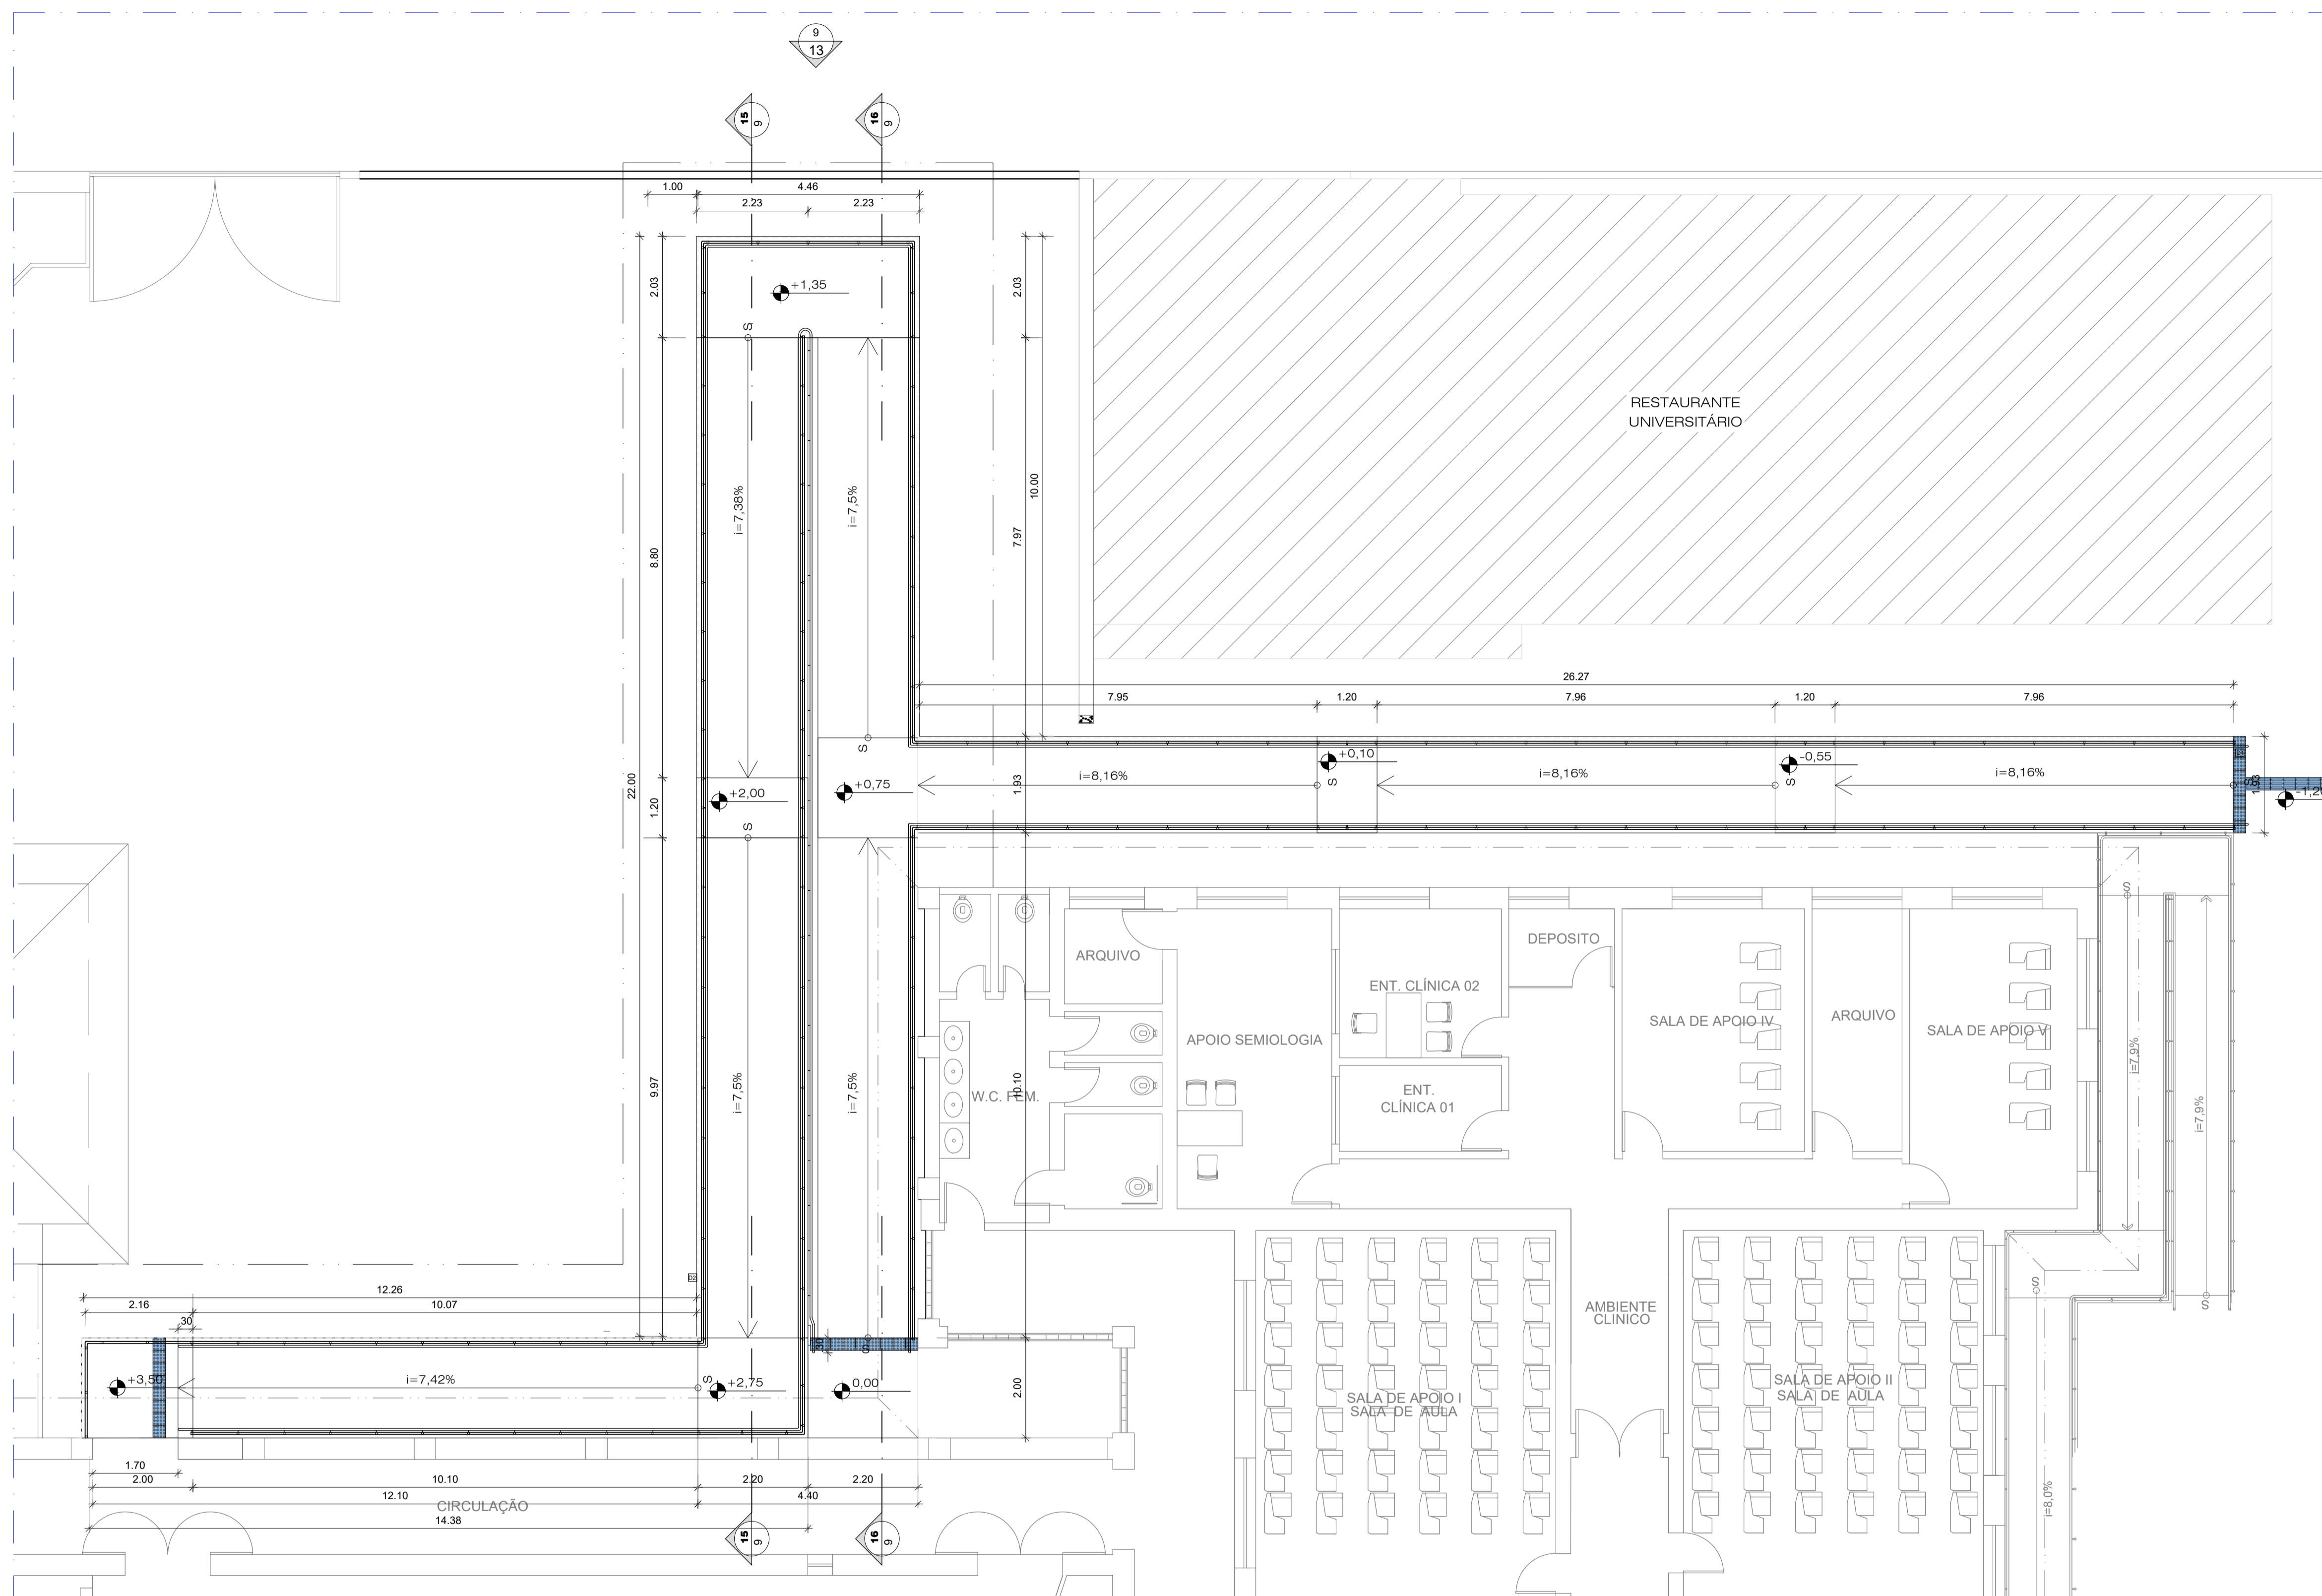 9
13
15
9
16
9
1.00
4.46
2.23
2.23
2.03
+1,35
2.03
S
RESTAURANTE
UNIVERSITÁRIO
10.00
i=7,38%
i=7,5%
7.97
8.80
26.27
7.95
1.20
7.96
1.20
7.96
S
+0,10
-0,55
22.00
+2,00
+0,75
1.93
i=8,16%
S
i=8,16%
S
i=8,16%
S
1.93
1.20
S
S
ARQUIVO
DEPOSITO
ENT. CLÍNICA 02
SALA DE APOIO IV
ARQUIVO
SALA DE APOIO V
APOIO SEMIOLOGIA
i=7,9%
9.97
i=7,5%
i=7,5%
W.C. FEM.
10.10
ENT.
CLÍNICA 01
i=7,9%
02
S
S
12.26
2.16
10.07
30
AMBIENTE
CLINICO
30
S
+3,50
i=7,42%
S
+2,75
0,00
2.00
SALA DE APOIO I
SALA DE AULA
SALA DE APOIO II
SALA DE AULA
1.70
2.00
10.10
2.20
2.20
12.10
4.40
CIRCULAÇÃO
14.38
i=8,0%
15
9
16
9